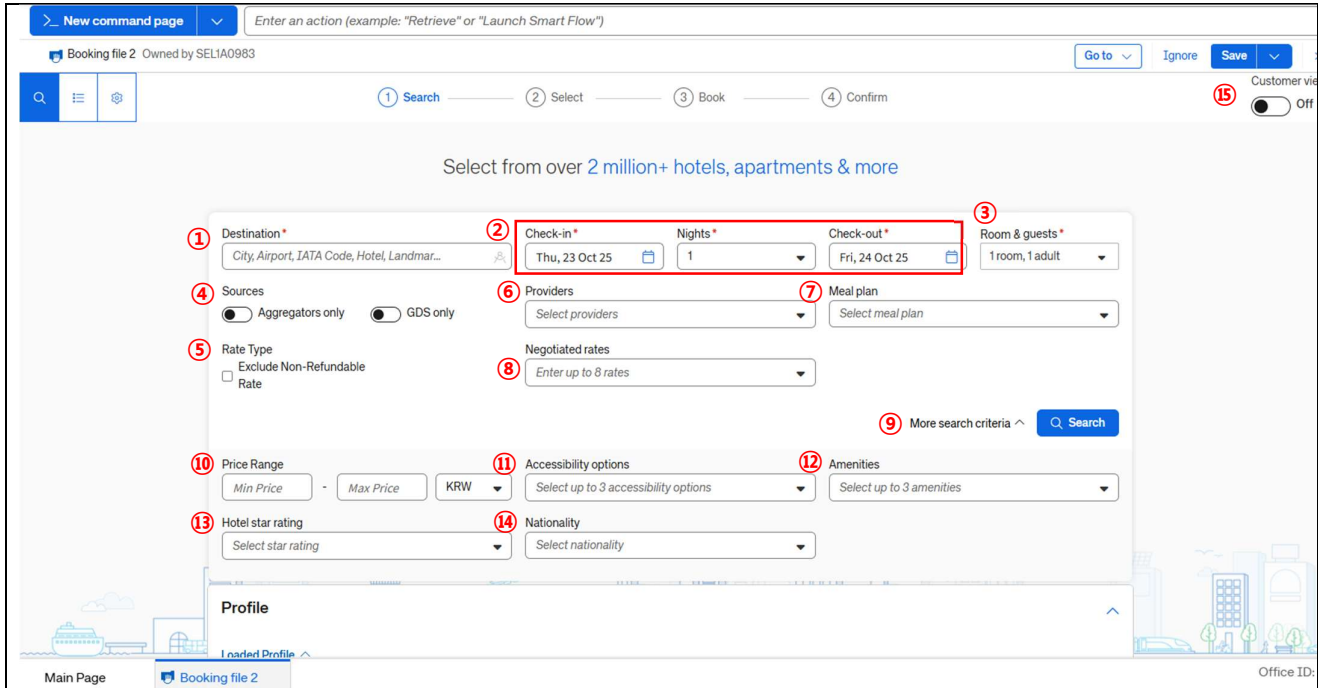 >_ New command page
Enter an action (example: "Retrieve" or "Launch Smart Flow")
Booking file 2 Owned by SEL1A0983
Go to
Ignore
Save
1 Search
2 Select
3 Book
4 Confirm
⑮
Customer vie
Off
Select from over 2 million+ hotels, apartments & more
① Destination*
City, Airport, IATA Code, Hotel, Landmar...
② Check-in*
Thu, 23 Oct 25
Nights*
1
Check-out*
Fri, 24 Oct 25
③
Room & guests*
1 room, 1 adult
④ Sources
Aggregators only
GDS only
⑥ Providers
Select providers
⑦ Meal plan
Select meal plan
⑤ Rate Type
Exclude Non-Refundable
Rate
⑧ Negotiated rates
Enter up to 8 rates
⑨ More search criteria
Search
⑩ Price Range
Min Price - Max Price KRW
⑪ Accessibility options
Select up to 3 accessibility options
⑫ Amenities
Select up to 3 amenities
⑬ Hotel star rating
Select star rating
⑭ Nationality
Select nationality
Profile
Loaded Profile
Main Page
Booking file 2
Office ID: